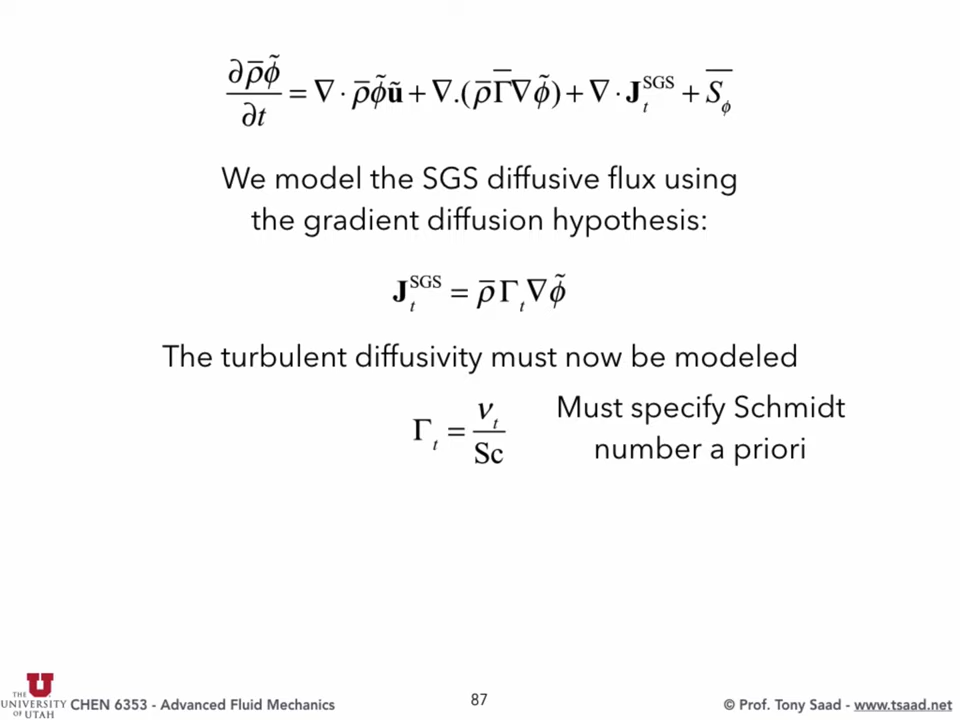 ∂ρ̄φ̃/∂t = ∇ · ρ̄φ̃ũ + ∇.(ρ̄Γ̅∇φ̃) + ∇ · J_t^SGS + S̅_φ
We model the SGS diffusive flux using
the gradient diffusion hypothesis:
J_t^SGS = ρ̄ Γ_t ∇φ̃
The turbulent diffusivity must now be modeled
Γ_t = ν_t/Sc
Must specify Schmidt
number a priori
U
THE
UNIVERSITY
OF UTAH
CHEN 6353 - Advanced Fluid Mechanics
87
© Prof. Tony Saad - www.tsaad.net